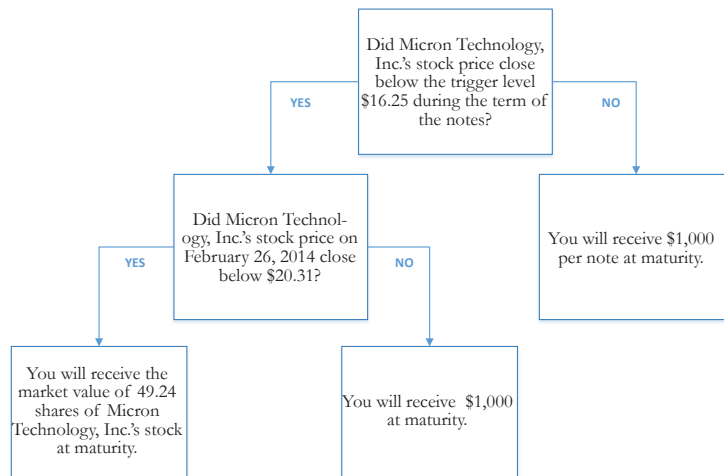 Did Micron Technology,
Inc.'s stock price close
below the trigger level
$16.25 during the term of
the notes?
YES
NO
Did Micron Technol-
ogy, Inc.'s stock price on
February 26, 2014 close
below $20.31?
You will receive $1,000
per note at maturity.
YES
NO
You will receive the
market value of 49.24
shares of Micron
Technology, Inc.'s stock
at maturity.
You will receive $1,000
at maturity.